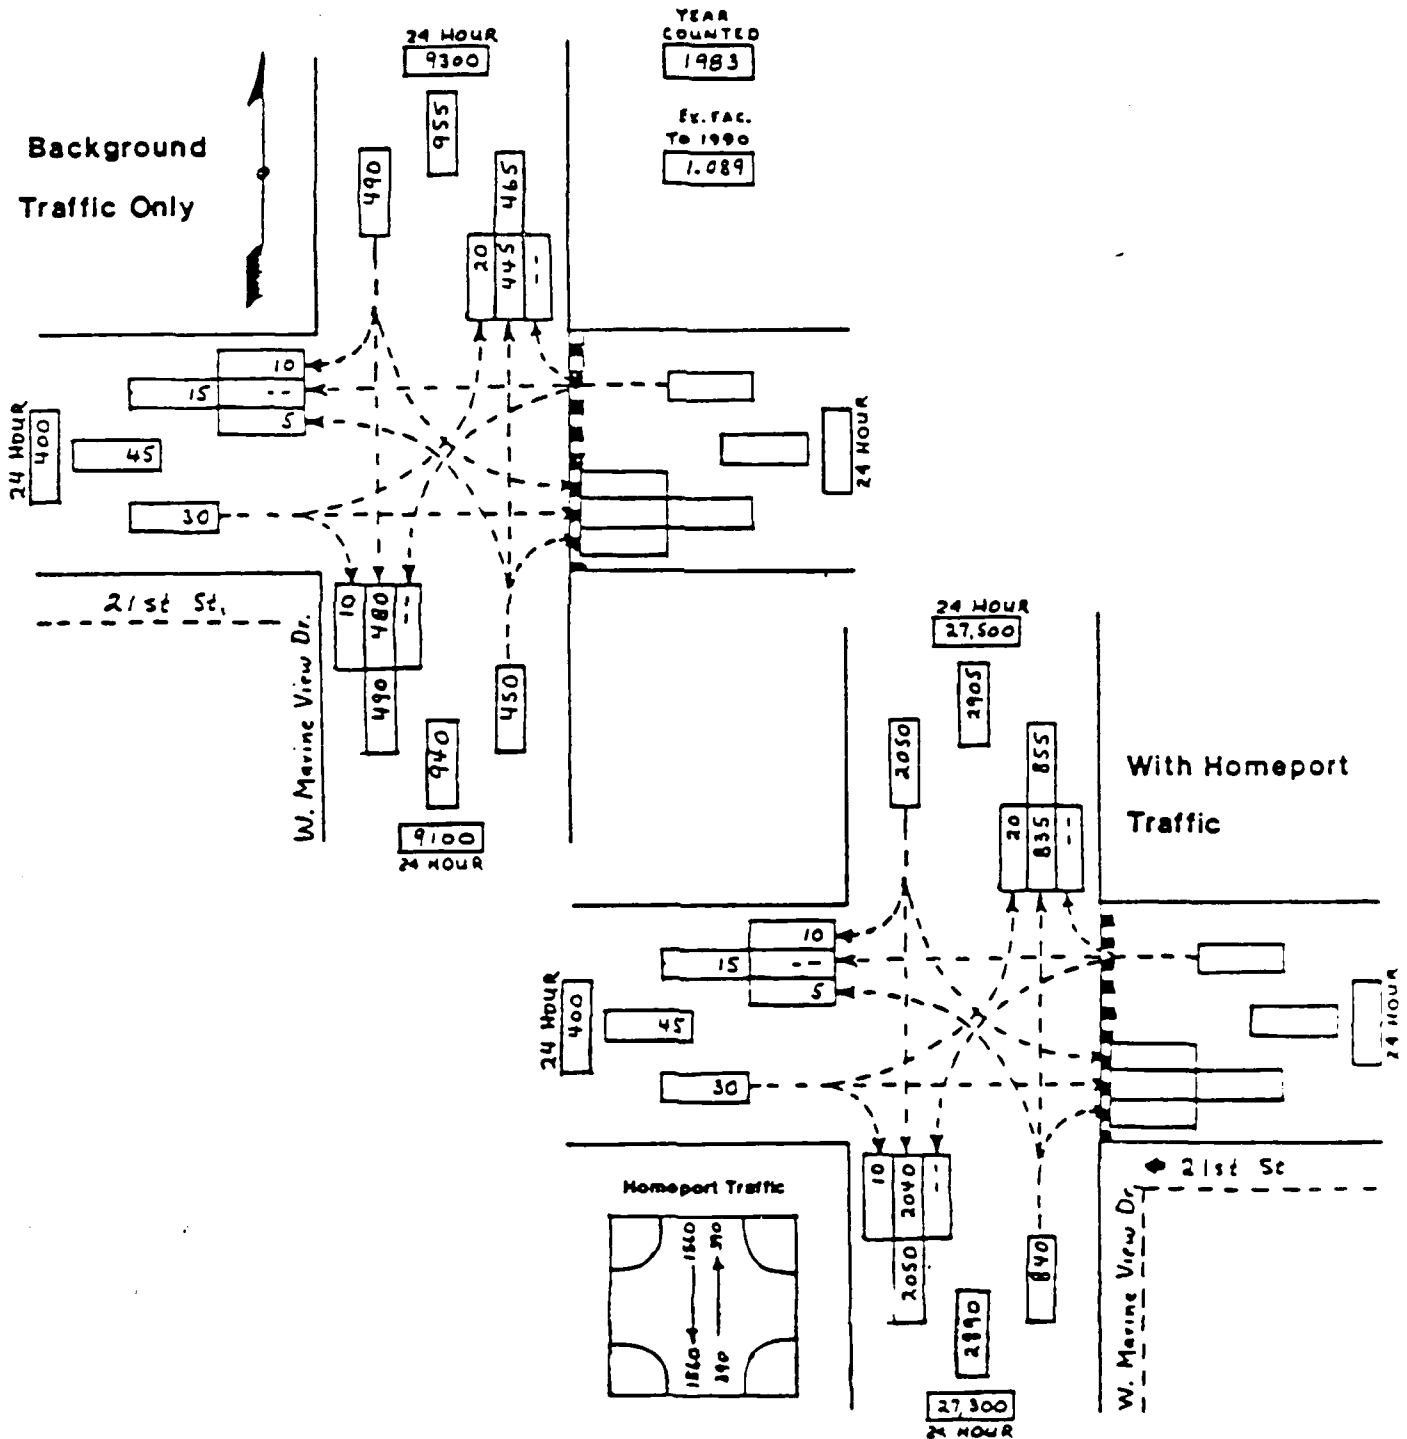 24 HOUR
9300
YEAR
COUNTED
1983
EX. FAC.
TO 1990
1.089
Background
Traffic Only
955
490
465
20
445
--
10
15 --
5
24 HOUR
400
45
30
24 HOUR
21st St.
W. Marine View Dr.
10
480
--
490
450
940
9100
24 HOUR
24 HOUR
27,500
2905
2050
855
20
835
--
With Homeport
Traffic
10
15 --
5
24 HOUR
400
45
30
24 HOUR
10
2040
--
2050
840
2890
27,300
24 HOUR
21st St
W. Marine View Dr.
Homeport Traffic
1560
390
1560
390